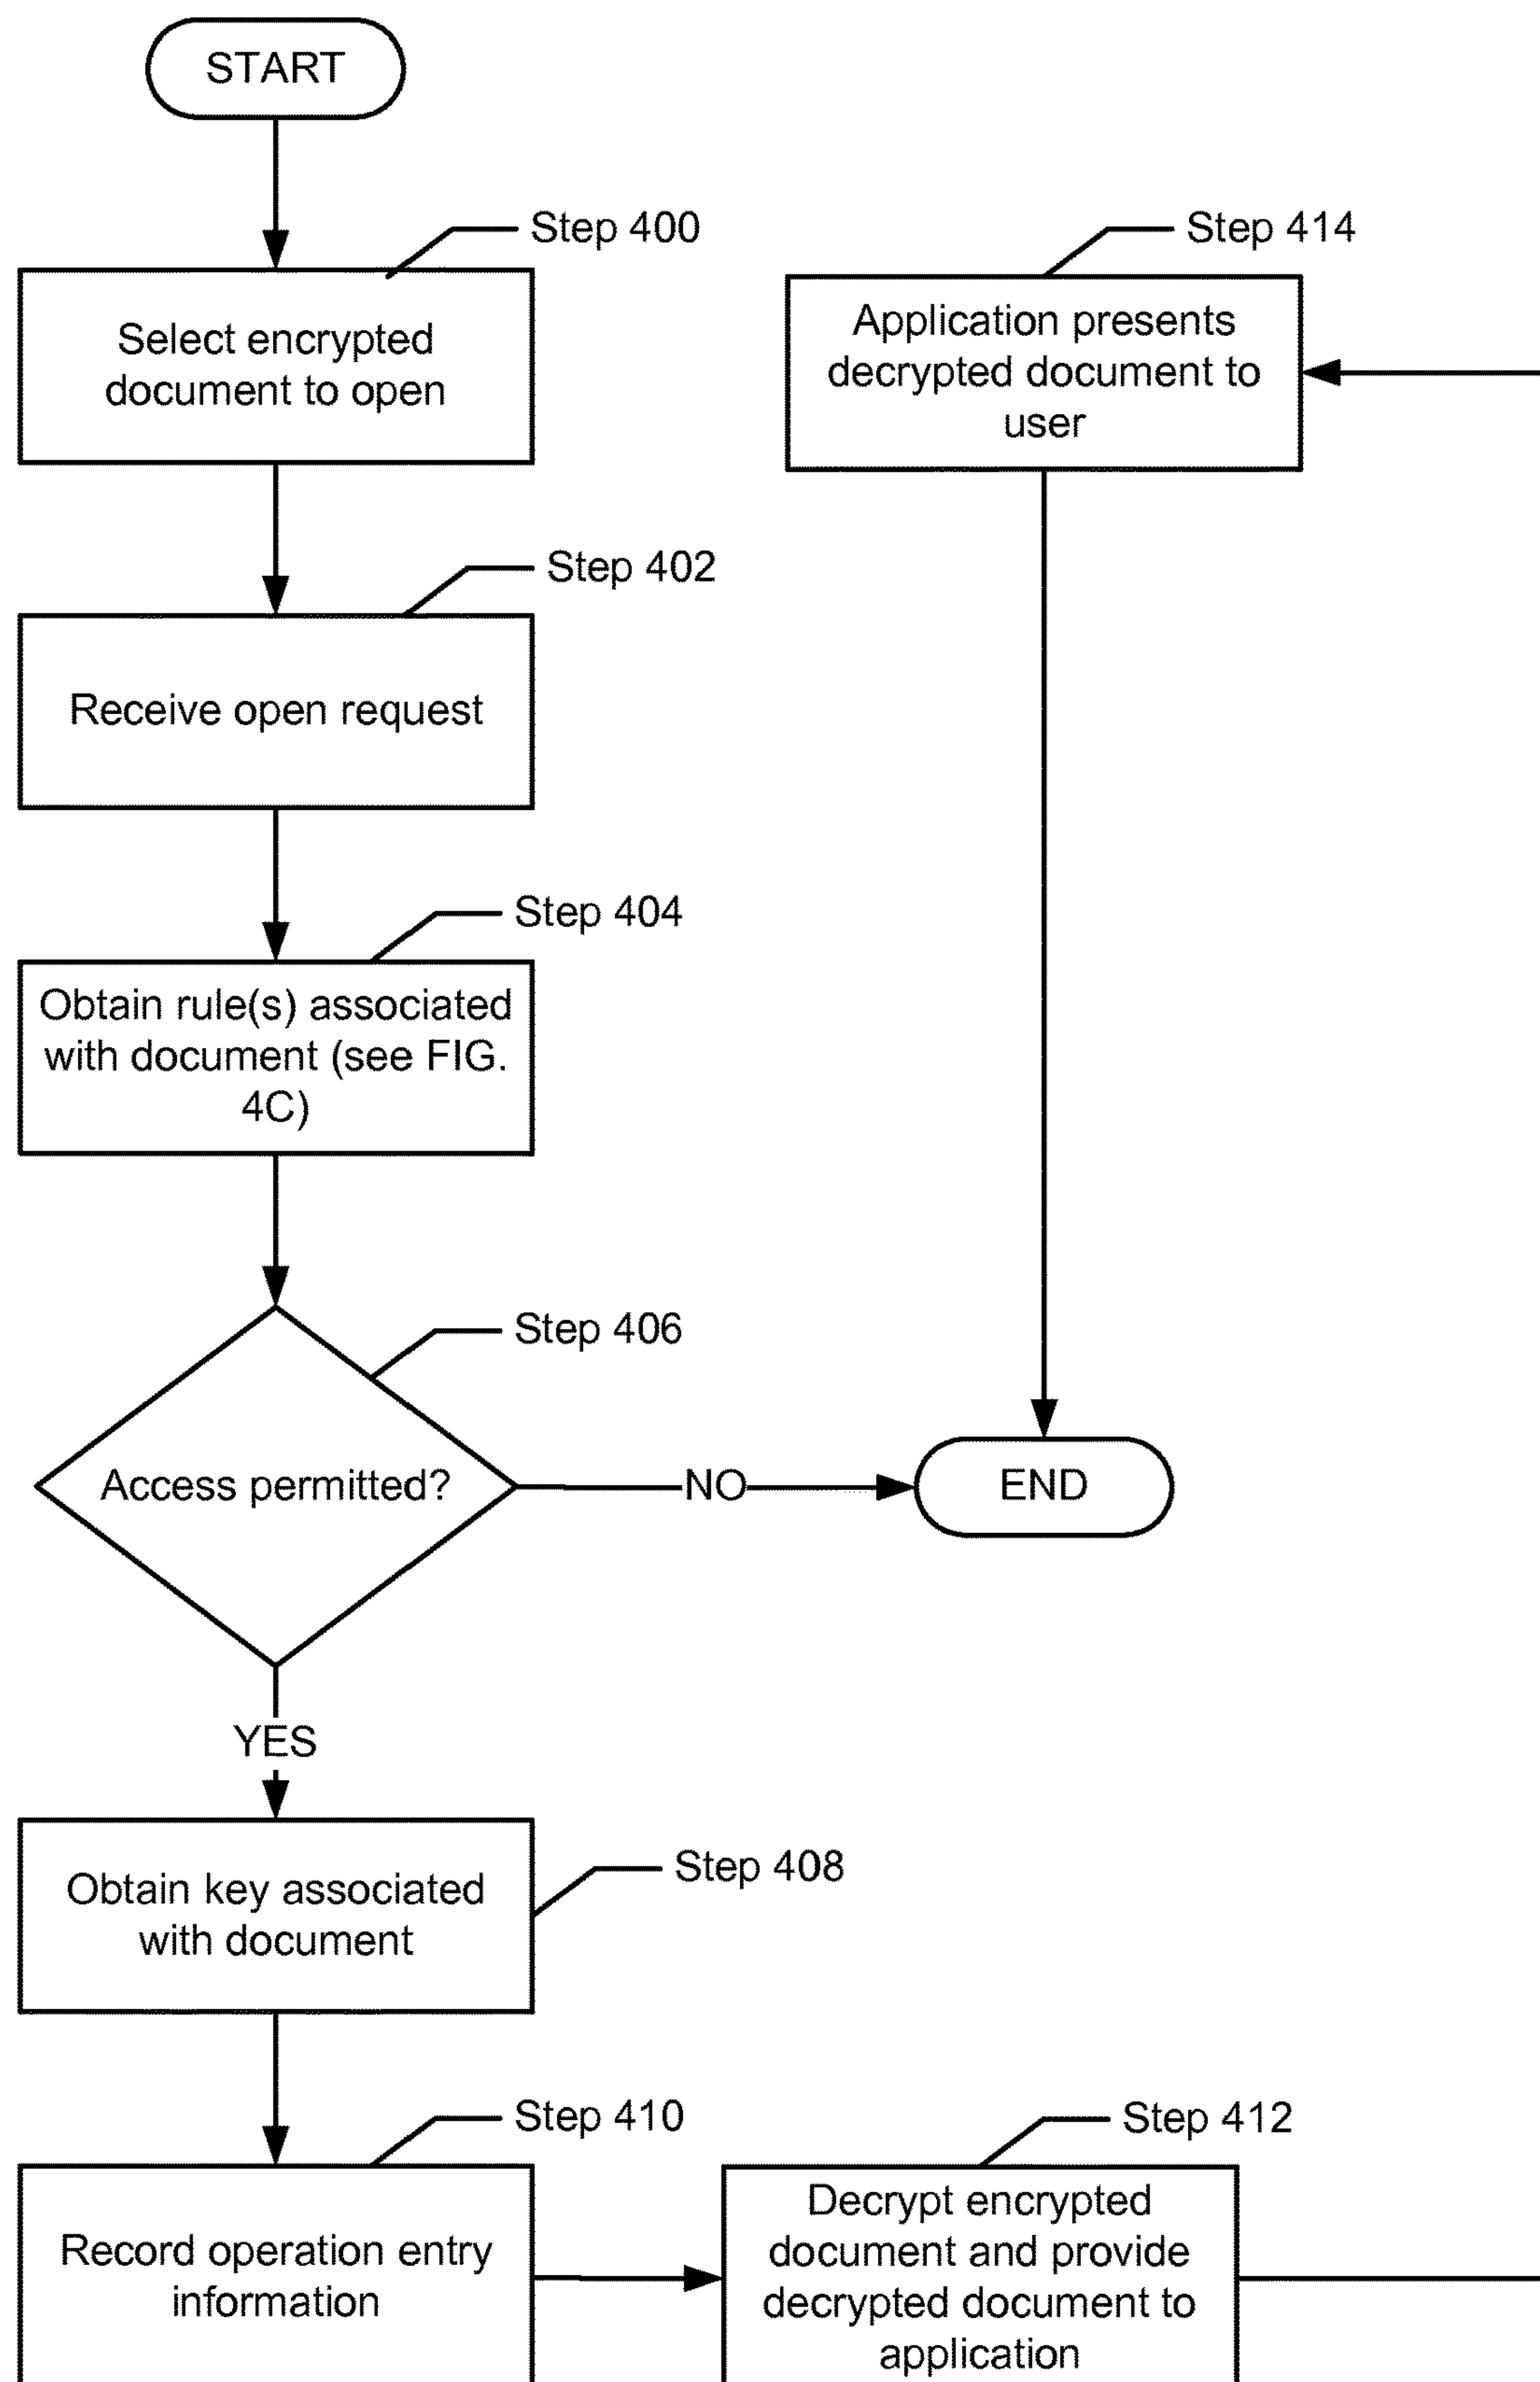 START
Step 400
Select encrypted
document to open
Step 402
Receive open request
Step 404
Obtain rule(s) associated
with document (see FIG.
4C)
Step 406
Access permitted?
NO
END
YES
Step 408
Obtain key associated
with document
Step 410
Record operation entry
information
Step 412
Decrypt encrypted
document and provide
decrypted document to
application
Step 414
Application presents
decrypted document to
user